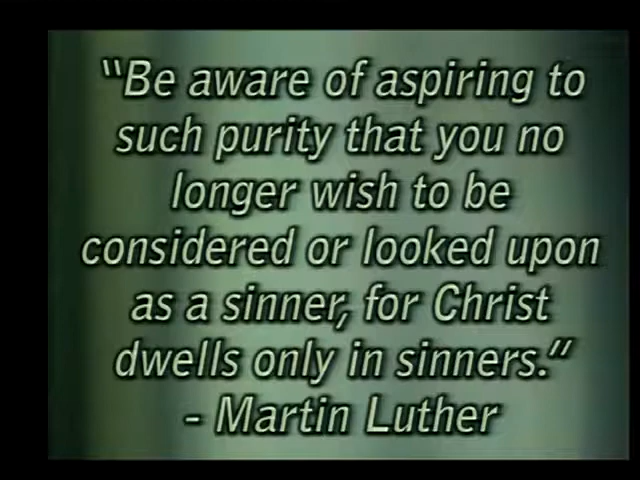 “Be aware of aspiring to
such purity that you no
longer wish to be
considered or looked upon
as a sinner, for Christ
dwells only in sinners.”
- Martin Luther